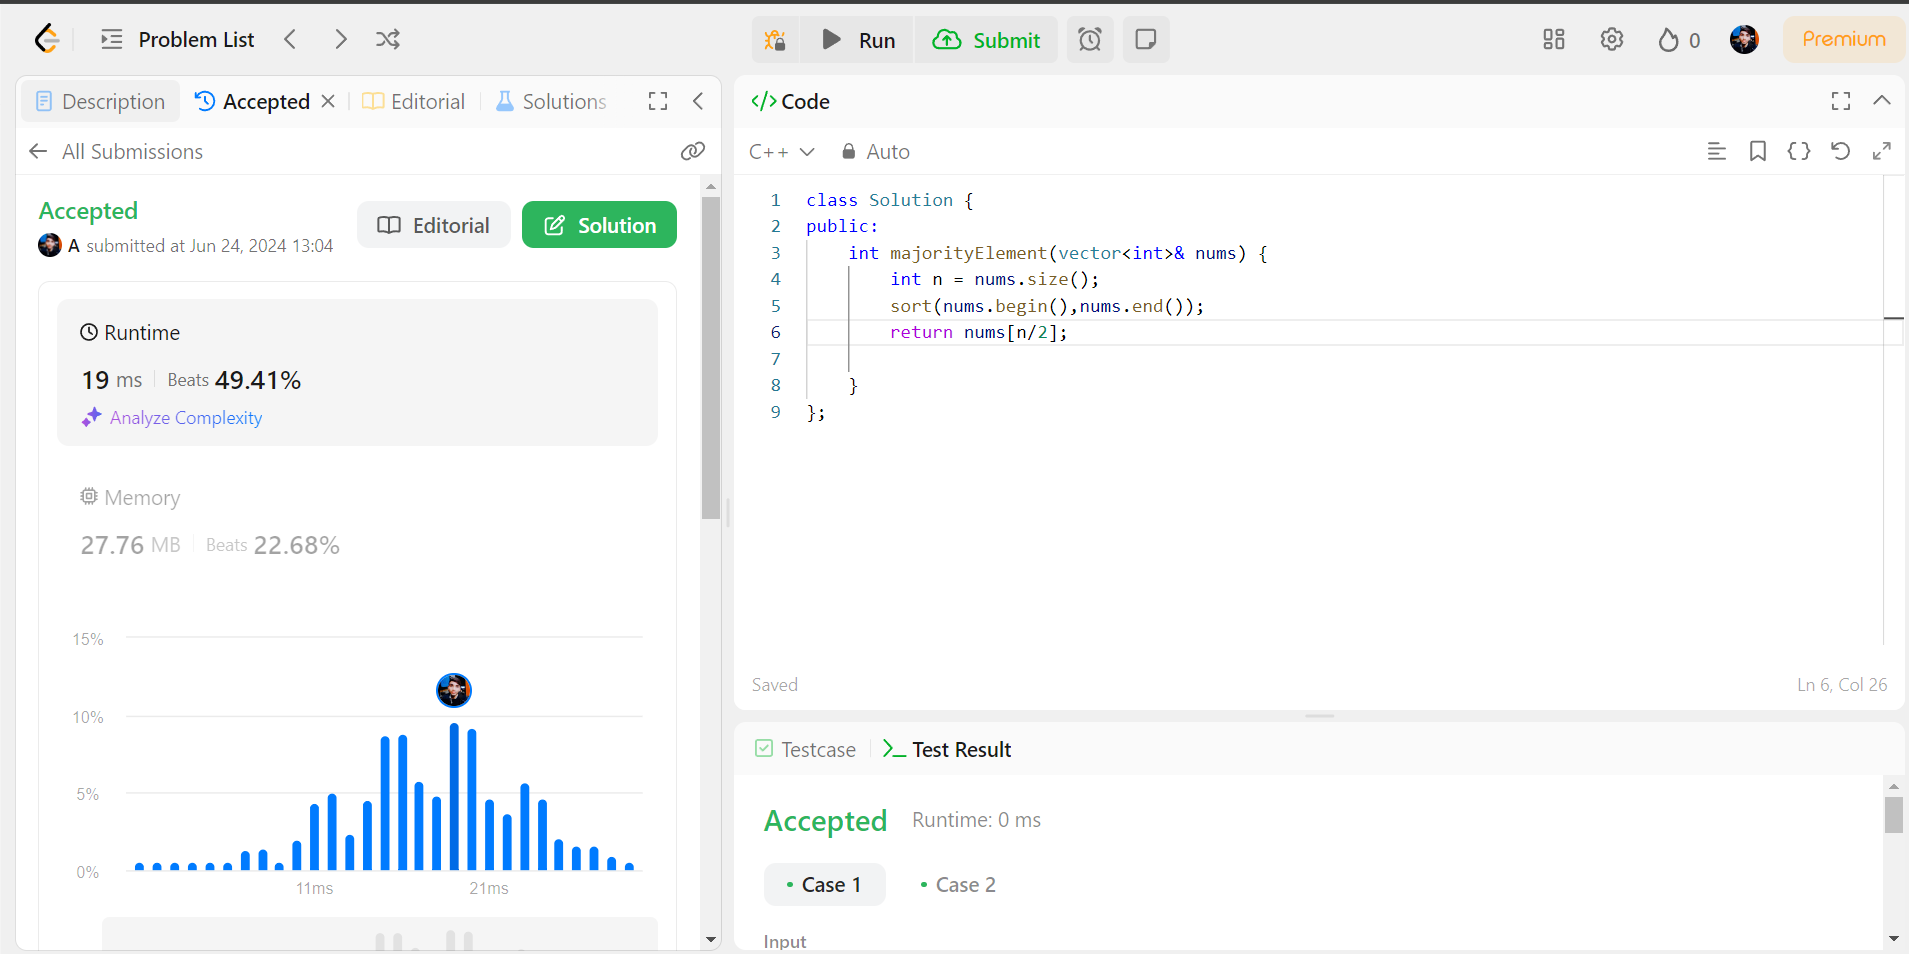 Problem List
Run
Submit
0
Premium
Description
Accepted
Editorial
Solutions
All Submissions
Accepted
A submitted at Jun 24, 2024 13:04
Editorial
Solution
Runtime
19 ms
Beats 49.41%
Analyze Complexity
Memory
27.76 MB
Beats 22.68%
15%
10%
5%
0%
11ms
21ms
</> Code
C++
Auto
1 class Solution {
2 public:
3     int majorityElement(vector<int>& nums) {
4         int n = nums.size();
5         sort(nums.begin(),nums.end());
6         return nums[n/2];
7
8     }
9 };
Saved
Ln 6, Col 26
Testcase
Test Result
Accepted
Runtime: 0 ms
Case 1
Case 2
Input